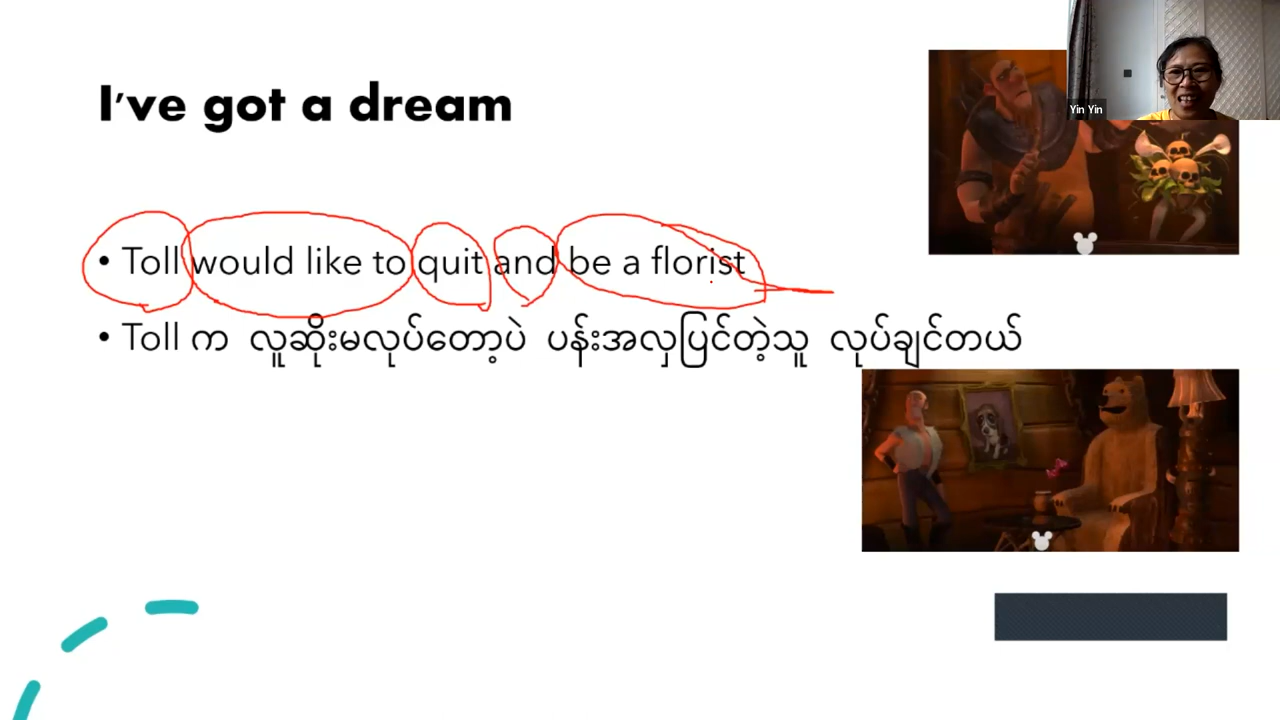 I've got a dream
Yin Yin
• Toll would like to quit and be a florist
• Toll က လူဆိုးမလုပ်တော့ပဲ ပန်းအလှပြင်တဲ့သူ လုပ်ချင်တယ်